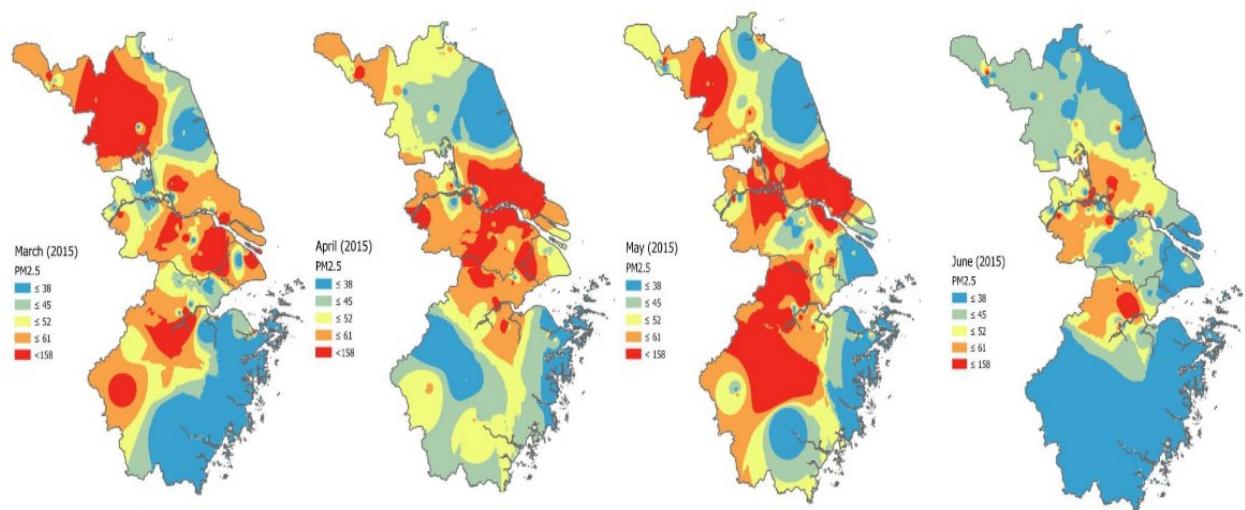 March (2015)
PM2.5
≤ 38
≤ 45
≤ 52
≤ 61
<158
April (2015)
PM2.5
≤ 38
≤ 45
≤ 52
≤ 61
<158
May (2015)
PM2.5
≤ 38
≤ 45
≤ 52
≤ 61
< 158
June (2015)
PM2.5
≤ 38
≤ 45
≤ 52
≤ 61
≤ 158